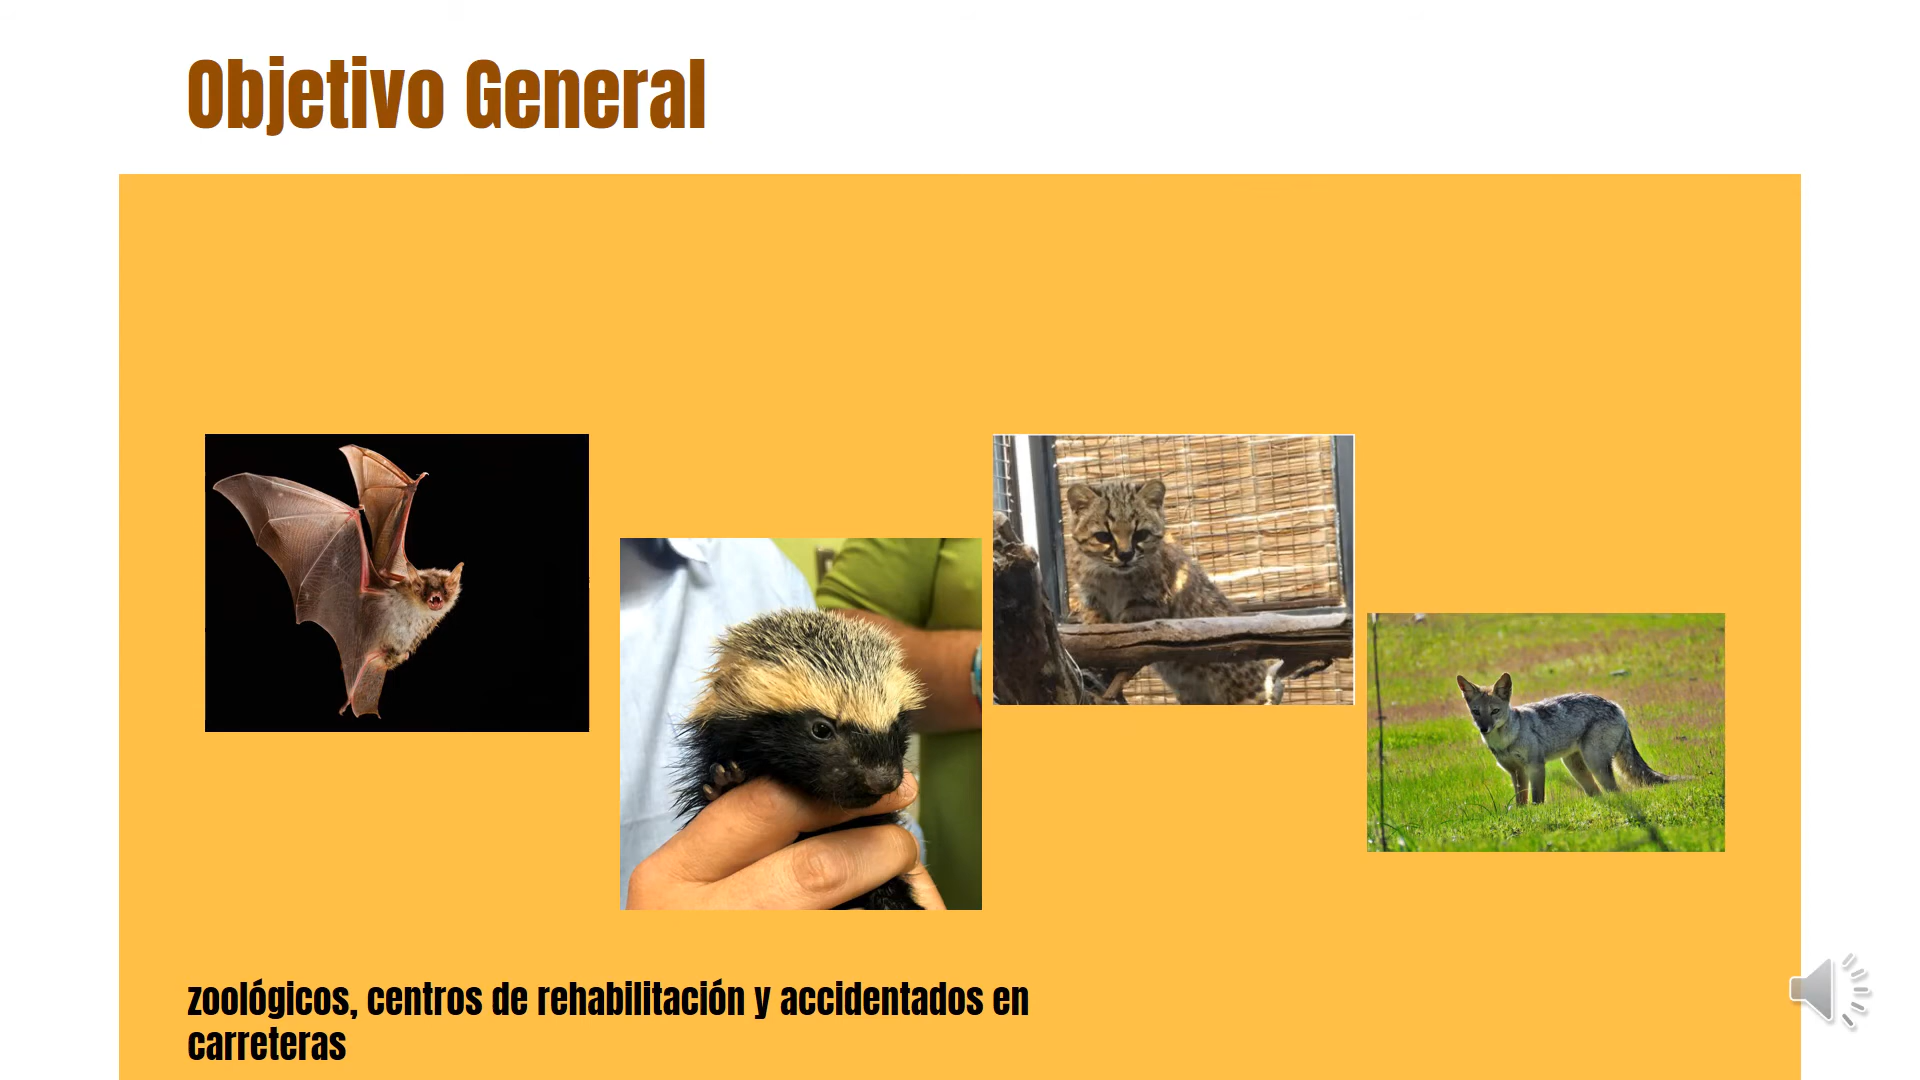 Objetivo General
zoológicos, centros de rehabilitación y accidentados en
carreteras